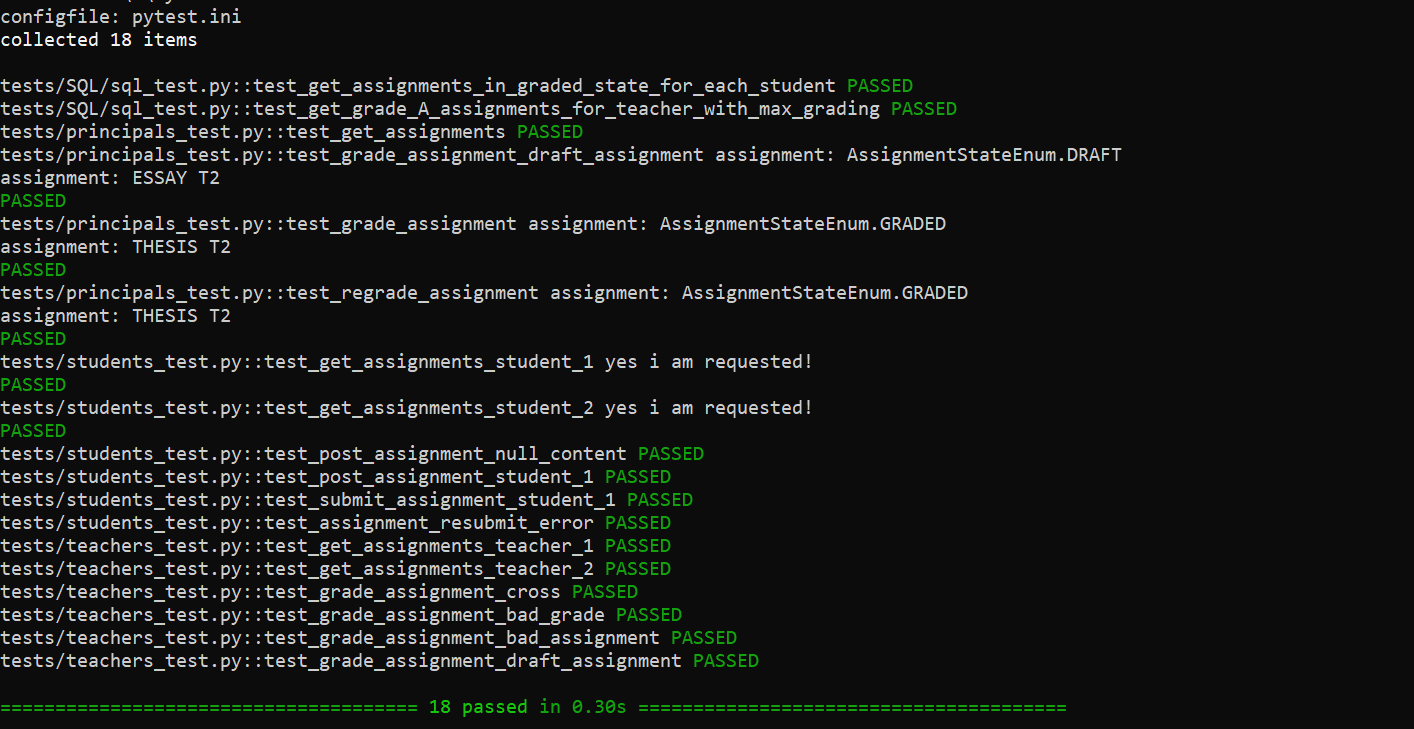 configfile: pytest.ini
collected 18 items
tests/SQL/sql_test.py::test_get_assignments_in_graded_state_for_each_student PASSED
tests/SQL/sql_test.py::test_get_grade_A_assignments_for_teacher_with_max_grading PASSED
tests/principals_test.py::test_get_assignments PASSED
tests/principals_test.py::test_grade_assignment_draft_assignment assignment: AssignmentStateEnum.DRAFT
assignment: ESSAY T2
PASSED
tests/principals_test.py::test_grade_assignment assignment: AssignmentStateEnum.GRADED
assignment: THESIS T2
PASSED
tests/principals_test.py::test_regrade_assignment assignment: AssignmentStateEnum.GRADED
assignment: THESIS T2
PASSED
tests/students_test.py::test_get_assignments_student_1 yes i am requested!
PASSED
tests/students_test.py::test_get_assignments_student_2 yes i am requested!
PASSED
tests/students_test.py::test_post_assignment_null_content PASSED
tests/students_test.py::test_post_assignment_student_1 PASSED
tests/students_test.py::test_submit_assignment_student_1 PASSED
tests/students_test.py::test_assignment_resubmit_error PASSED
tests/teachers_test.py::test_get_assignments_teacher_1 PASSED
tests/teachers_test.py::test_get_assignments_teacher_2 PASSED
tests/teachers_test.py::test_grade_assignment_cross PASSED
tests/teachers_test.py::test_grade_assignment_bad_grade PASSED
tests/teachers_test.py::test_grade_assignment_bad_assignment PASSED
tests/teachers_test.py::test_grade_assignment_draft_assignment PASSED
====================================== 18 passed in 0.30s =======================================